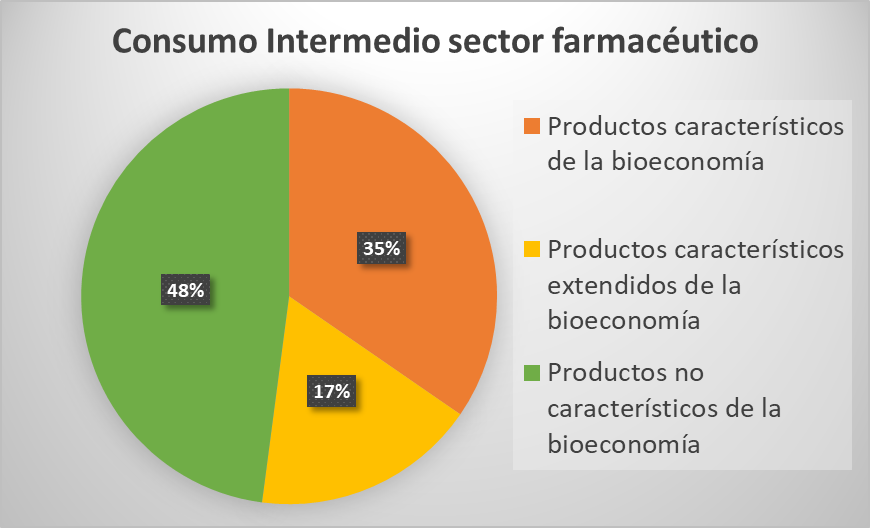 Consumo Intermedio sector farmacéutico
35%
48%
17%
Productos característicos
de la bioeconomía
Productos característicos
extendidos de la
bioeconomía
Productos no
característicos de la
bioeconomía